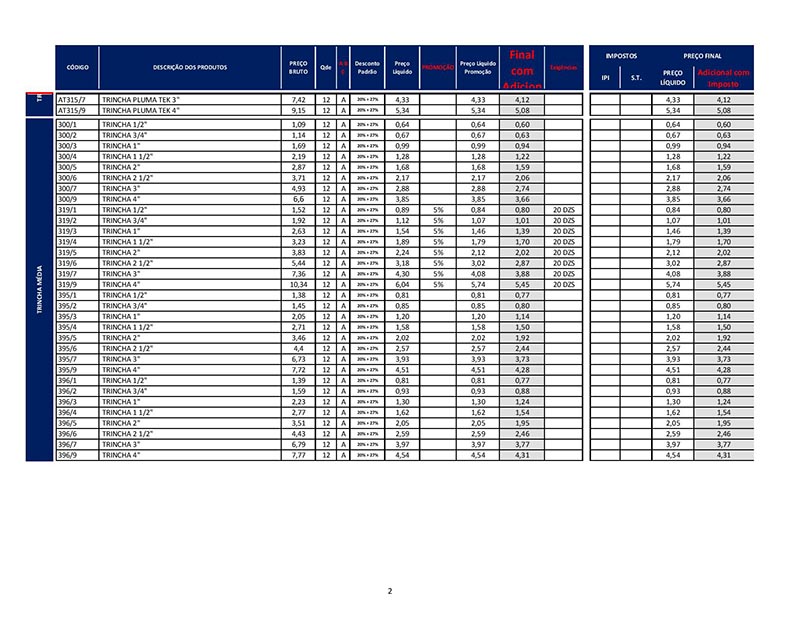 CÓDIGO DESCRIÇÃO DOS PRODUTOS PREÇO BRUTO Qde Desconto Padrão Preço Líquido PROMOÇÃO Preço Líquido Promoção Final com Adicion IMPOSTOS IPI S.T. PREÇO FINAL PREÇO LÍQUIDO Adicional com Imposto
TR
AT315/7 TRINCHA PLUMA TEK 3" 7,42 12 A 20% + 27% 4,33 4,33 4,12 4,33 4,12
AT315/9 TRINCHA PLUMA TEK 4" 9,15 12 A 20% + 27% 5,34 5,34 5,08 5,34 5,08
TRINCHA MÉDIA
300/1 TRINCHA 1/2" 1,09 12 A 20% + 27% 0,64 0,64 0,60 0,64 0,60
300/2 TRINCHA 3/4" 1,14 12 A 20% + 27% 0,67 0,67 0,63 0,67 0,63
300/3 TRINCHA 1" 1,69 12 A 20% + 27% 0,99 0,99 0,94 0,99 0,94
300/4 TRINCHA 1 1/2" 2,19 12 A 20% + 27% 1,28 1,28 1,22 1,28 1,22
300/5 TRINCHA 2" 2,87 12 A 20% + 27% 1,68 1,68 1,59 1,68 1,59
300/6 TRINCHA 2 1/2" 3,71 12 A 20% + 27% 2,17 2,17 2,06 2,17 2,06
300/7 TRINCHA 3" 4,93 12 A 20% + 27% 2,88 2,88 2,74 2,88 2,74
300/9 TRINCHA 4" 6,6 12 A 20% + 27% 3,85 3,85 3,66 3,85 3,66
319/1 TRINCHA 1/2" 1,52 12 A 20% + 27% 0,89 5% 0,84 0,80 20 DZS 0,84 0,80
319/2 TRINCHA 3/4" 1,92 12 A 20% + 27% 1,12 5% 1,07 1,01 20 DZS 1,07 1,01
319/3 TRINCHA 1" 2,63 12 A 20% + 27% 1,54 5% 1,46 1,39 20 DZS 1,46 1,39
319/4 TRINCHA 1 1/2" 3,23 12 A 20% + 27% 1,89 5% 1,79 1,70 20 DZS 1,79 1,70
319/5 TRINCHA 2" 3,83 12 A 20% + 27% 2,24 5% 2,12 2,02 20 DZS 2,12 2,02
319/6 TRINCHA 2 1/2" 5,44 12 A 20% + 27% 3,18 5% 3,02 2,87 20 DZS 3,02 2,87
319/7 TRINCHA 3" 7,36 12 A 20% + 27% 4,30 5% 4,08 3,88 20 DZS 4,08 3,88
319/9 TRINCHA 4" 10,34 12 A 20% + 27% 6,04 5% 5,74 5,45 20 DZS 5,74 5,45
395/1 TRINCHA 1/2" 1,38 12 A 20% + 27% 0,81 0,81 0,77 0,81 0,77
395/2 TRINCHA 3/4" 1,45 12 A 20% + 27% 0,85 0,85 0,80 0,85 0,80
395/3 TRINCHA 1" 2,05 12 A 20% + 27% 1,20 1,20 1,14 1,20 1,14
395/4 TRINCHA 1 1/2" 2,71 12 A 20% + 27% 1,58 1,58 1,50 1,58 1,50
395/5 TRINCHA 2" 3,46 12 A 20% + 27% 2,02 2,02 1,92 2,02 1,92
395/6 TRINCHA 2 1/2" 4,4 12 A 20% + 27% 2,57 2,57 2,44 2,57 2,44
395/7 TRINCHA 3" 6,73 12 A 20% + 27% 3,93 3,93 3,73 3,93 3,73
395/9 TRINCHA 4" 7,72 12 A 20% + 27% 4,51 4,51 4,28 4,51 4,28
396/1 TRINCHA 1/2" 1,39 12 A 20% + 27% 0,81 0,81 0,77 0,81 0,77
396/2 TRINCHA 3/4" 1,59 12 A 20% + 27% 0,93 0,93 0,88 0,93 0,88
396/3 TRINCHA 1" 2,23 12 A 20% + 27% 1,30 1,30 1,24 1,30 1,24
396/4 TRINCHA 1 1/2" 2,77 12 A 20% + 27% 1,62 1,62 1,54 1,62 1,54
396/5 TRINCHA 2" 3,51 12 A 20% + 27% 2,05 2,05 1,95 2,05 1,95
396/6 TRINCHA 2 1/2" 4,43 12 A 20% + 27% 2,59 2,59 2,46 2,59 2,46
396/7 TRINCHA 3" 6,79 12 A 20% + 27% 3,97 3,97 3,77 3,97 3,77
396/9 TRINCHA 4" 7,77 12 A 20% + 27% 4,54 4,54 4,31 4,54 4,31
2